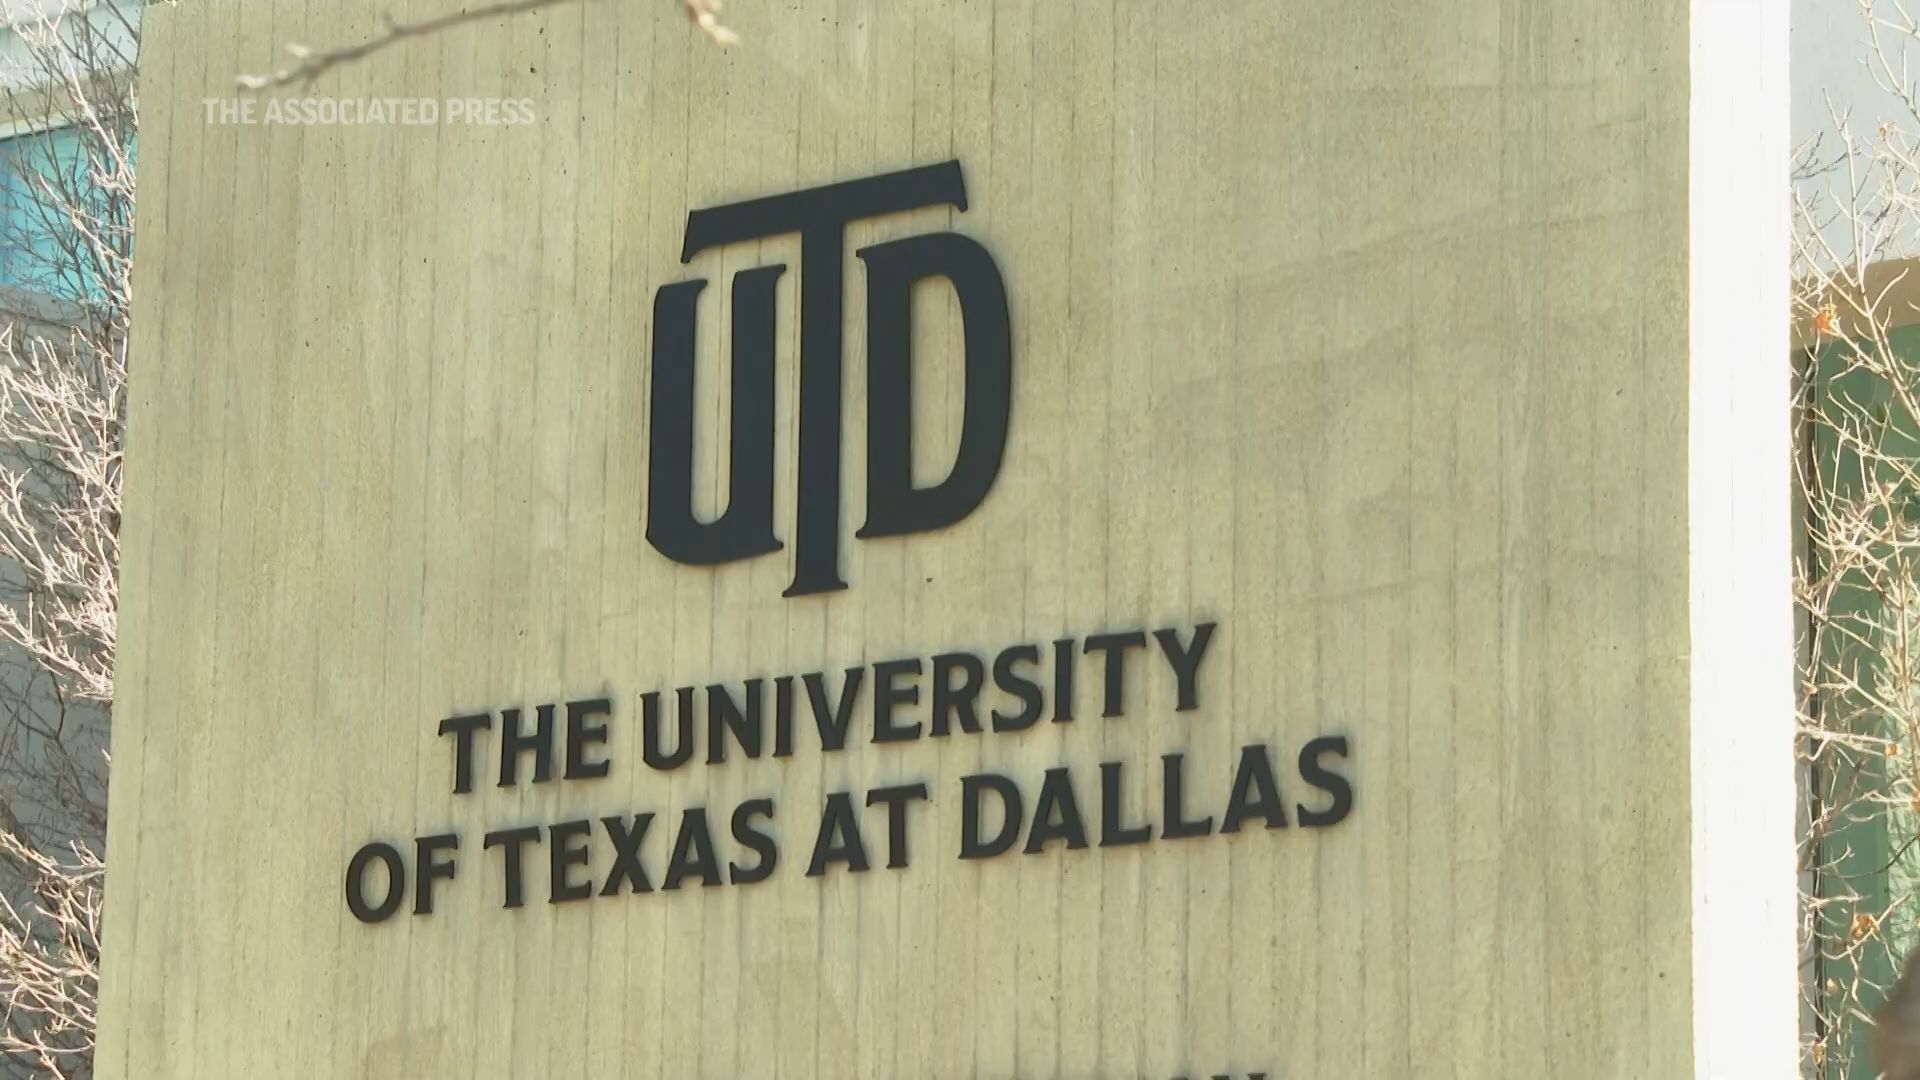 THE ASSOCIATED PRESS
UTD
THE UNIVERSITY
OF TEXAS AT DALLAS